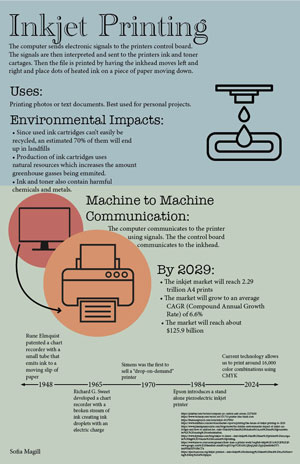 Inkjet Printing
The computer sends electronic signals to the printers control board.
The signals are then interpreted and sent to the printers ink and toner
cartages. Then the file is printed by having the inkhead moves left and
right and place dots of heated ink on a piece of paper moving down.
Uses:
Printing photos or text documents. Best used for personal projects.
Environmental Impacts:
• Since used ink cartridges can't easily be
recycled, an estimated 70% of them will end
up in landfills
• Production of ink cartridges uses
natural resources which increases the amount
greenhouse gasses being emmited.
• Ink and toner also contain harmful
chemicals and metals.
Machine to Machine
Communication:
The computer communicates to the printer
using signals. The the control board
communicates to the inkhead.
By 2029:
• The inkjet market will reach 2.29
trillion A4 prints
• The market will grow to an average
CAGR (Compound Annual Growth
Rate) of 6.6%
• The market will reach about
$125.9 billion
Rune Elmquist
patented a chart
recorder with a
small tube that
emits ink to a
moving slip of
paper
Siemens was the first to
sell a "drop-on-demand"
printer
Current technology allows
us to print around 16,000
color combinations using
CMYK
1948
1965
1970
1984
2024
Richard G. Sweet
developed a chart
recorder with a
broken stream of
ink creating ink
droplets with an
electric charge
Epson introduces a stand
alone piezoelectric inkjet
printer
Sofia Magill